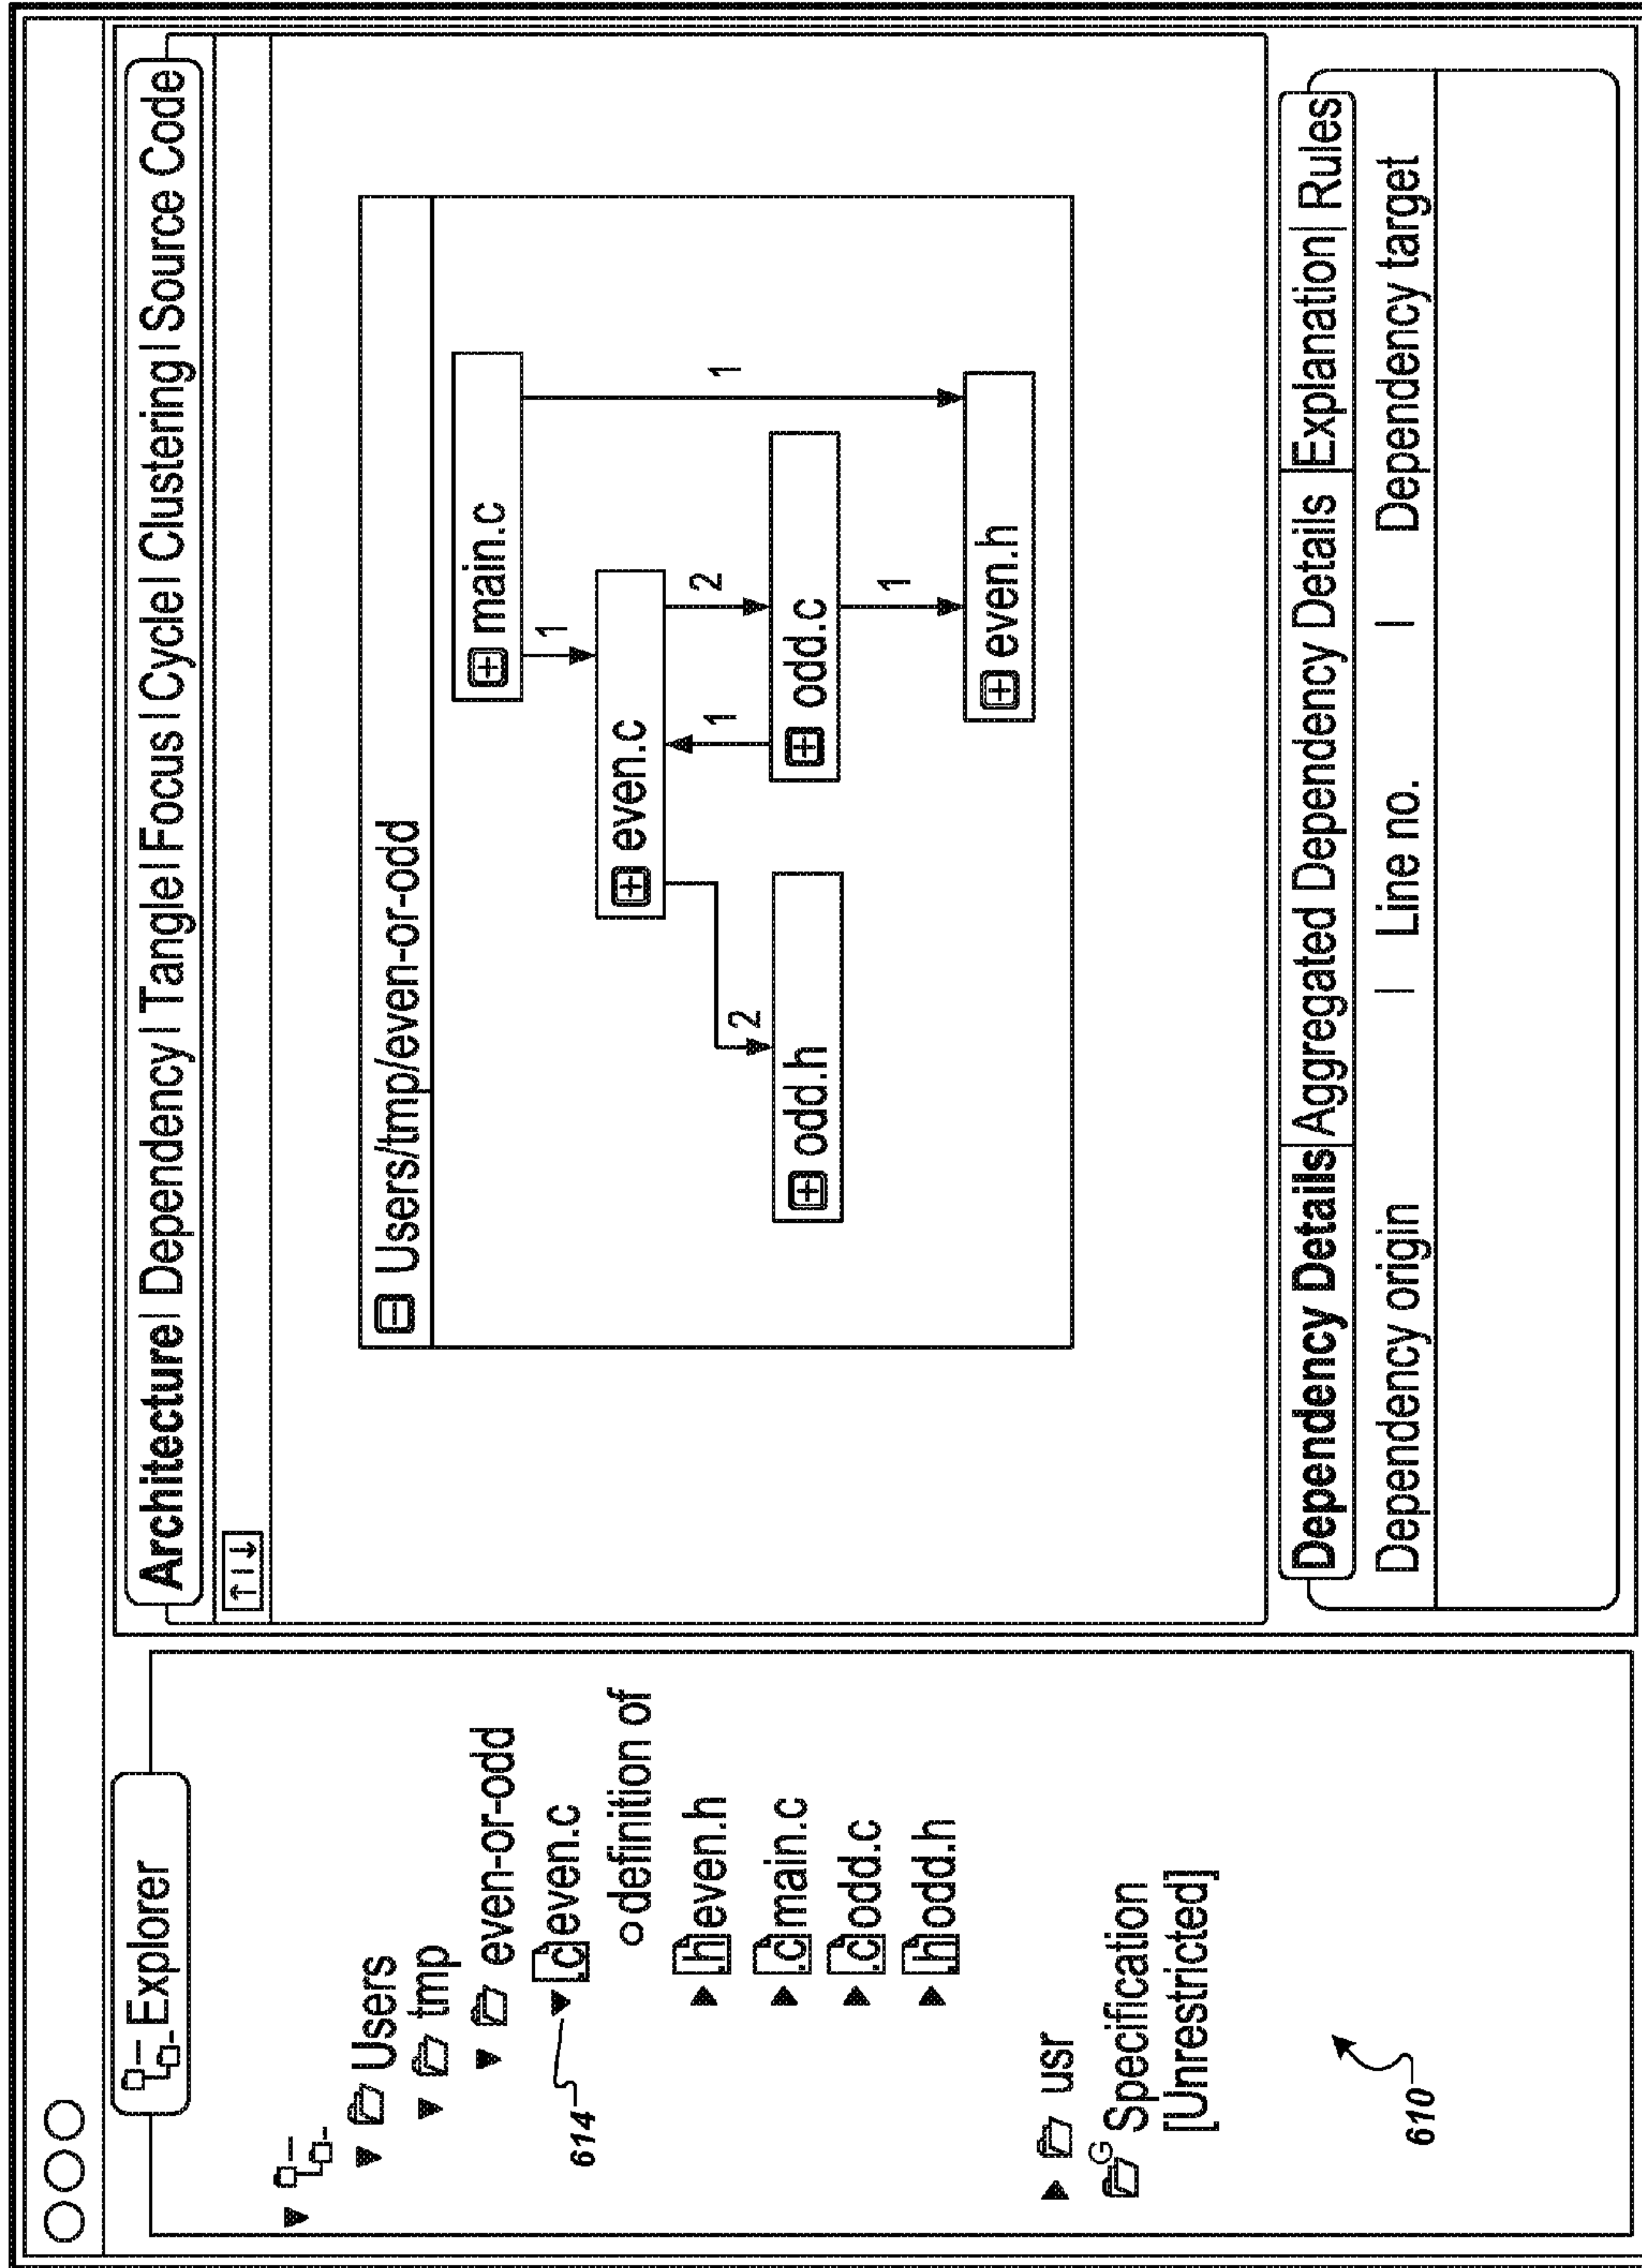 Explorer
Users
tmp
even-or-odd
.c even.c
definition of
.h even.h
.c main.c
.c odd.c
.h odd.h
usr
G Specification
[Unrestricted]
614
610
Architecture | Dependency | Tangle | Focus | Cycle | Clustering | Source Code
Users/tmp/even-or-odd
main.c
1
1
even.c
2
1
2
odd.h
odd.c
1
even.h
Dependency Details | Aggregated Dependency Details | Explanation | Rules
Dependency origin | Line no. | Dependency target